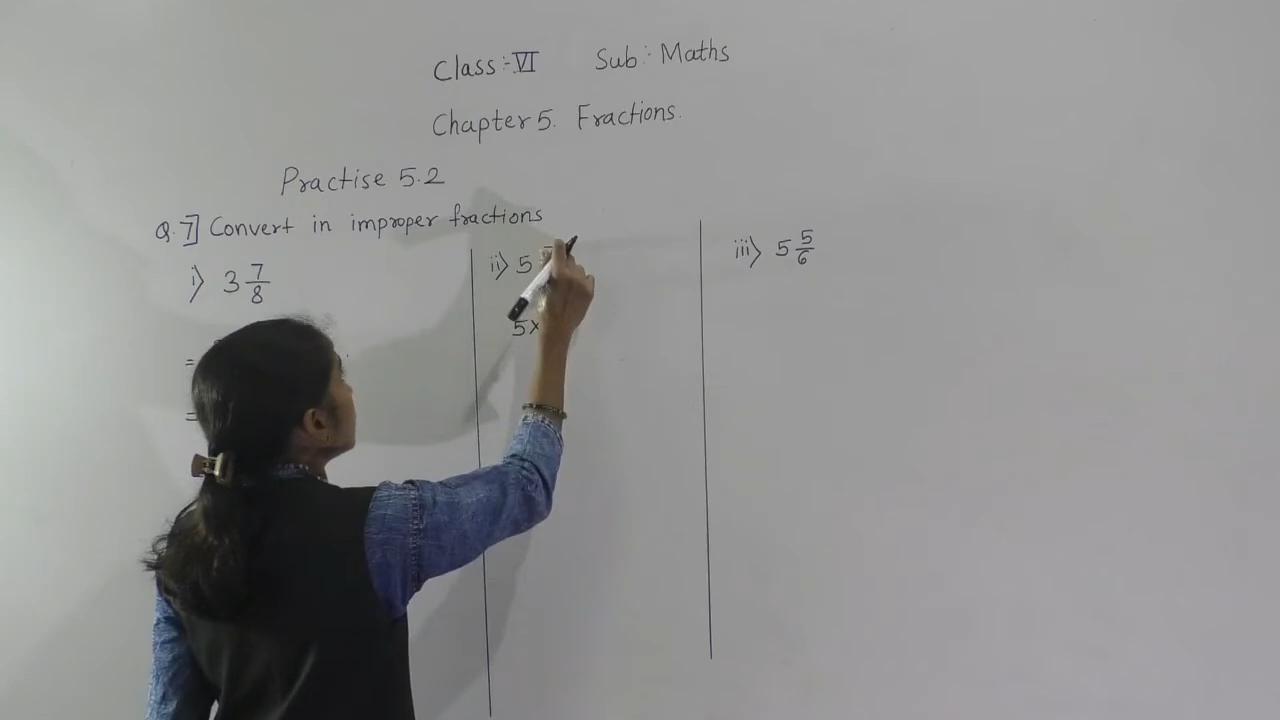 Class :- VI Sub :- Maths
Chapter 5. Fractions.
Practise 5.2
Q. 7] Convert in improper fractions
i) 3 7/8
=
=
ii) 5
5×
iii) 5 5/6